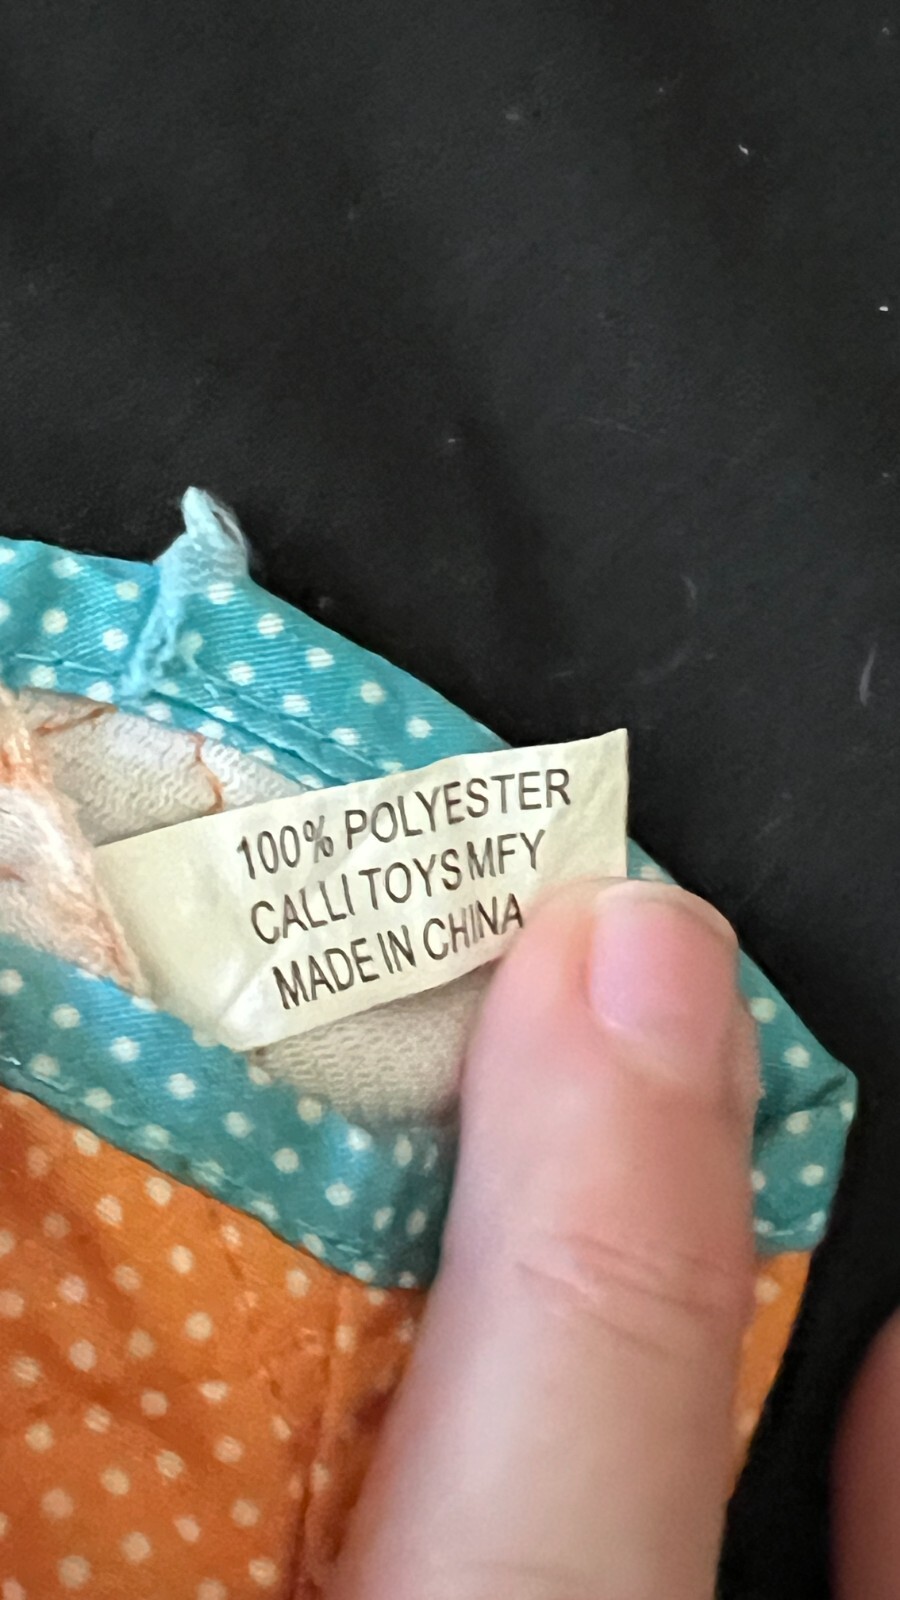 100% POLYESTER
CALLI TOYS MFY
MADE IN CHINA